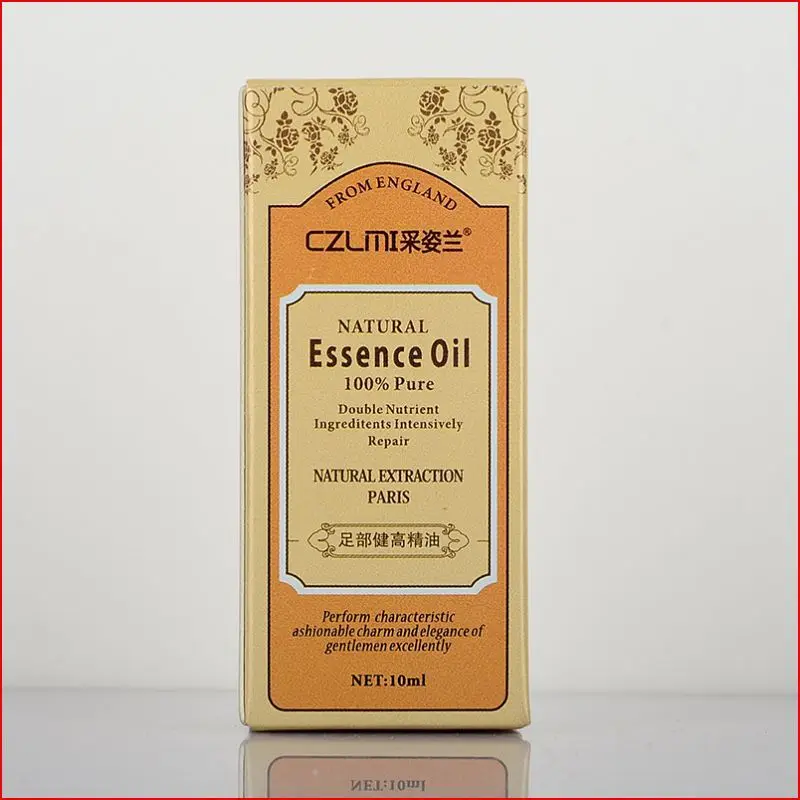 FROM ENGLAND
CZLMI采姿兰®
NATURAL
Essence Oil
100% Pure
Double Nutrient
Ingreditents Intensively
Repair
NATURAL EXTRACTION
PARIS
足部健高精油
Perform characteristic
ashionable charm and elegance of
gentlemen excellently
NET:10ml
NET:10ml